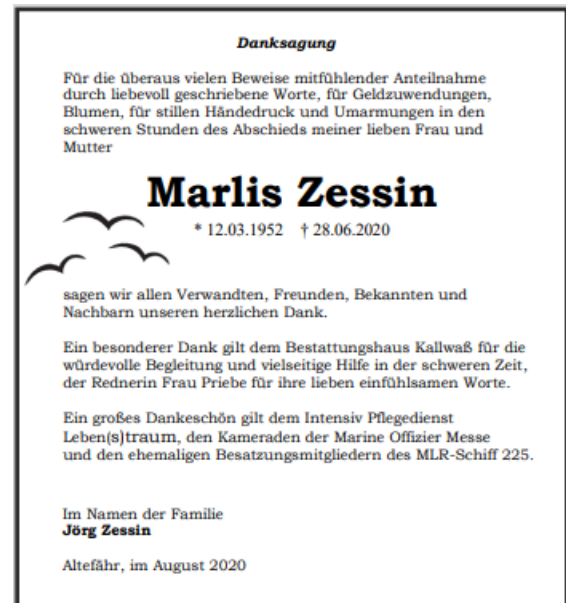 Danksagung
Für die überaus vielen Beweise mitfühlender Anteilnahme
durch liebevoll geschriebene Worte, für Geldzuwendungen,
Blumen, für stillen Händedruck und Umarmungen in den
schweren Stunden des Abschieds meiner lieben Frau und
Mutter
Marlis Zessin
* 12.03.1952 † 28.06.2020
sagen wir allen Verwandten, Freunden, Bekannten und
Nachbarn unseren herzlichen Dank.
Ein besonderer Dank gilt dem Bestattungshaus Kallwaß für die
würdevolle Begleitung und vielseitige Hilfe in der schweren Zeit,
der Rednerin Frau Priebe für ihre lieben einfühlsamen Worte.
Ein großes Dankeschön gilt dem Intensiv Pflegedienst
Leben(s)traum, den Kameraden der Marine Offizier Messe
und den ehemaligen Besatzungsmitgliedern des MLR-Schiff 225.
Im Namen der Familie
Jörg Zessin
Altefähr, im August 2020